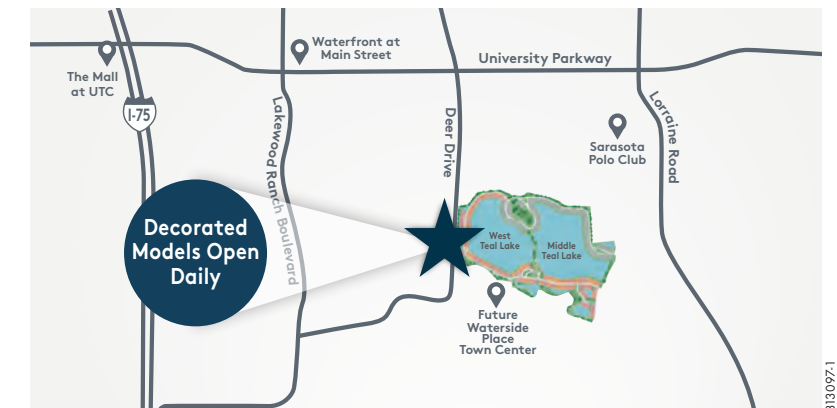 Waterfront at
Main Street
University Parkway
The Mall
at UTC
I-75
Lakewood Ranch Boulevard
Deer Drive
Lorraine Road
Sarasota
Polo Club
Decorated
Models Open
Daily
West
Teal Lake
Middle
Teal Lake
Future
Waterside
Place
Town Center
313097-1